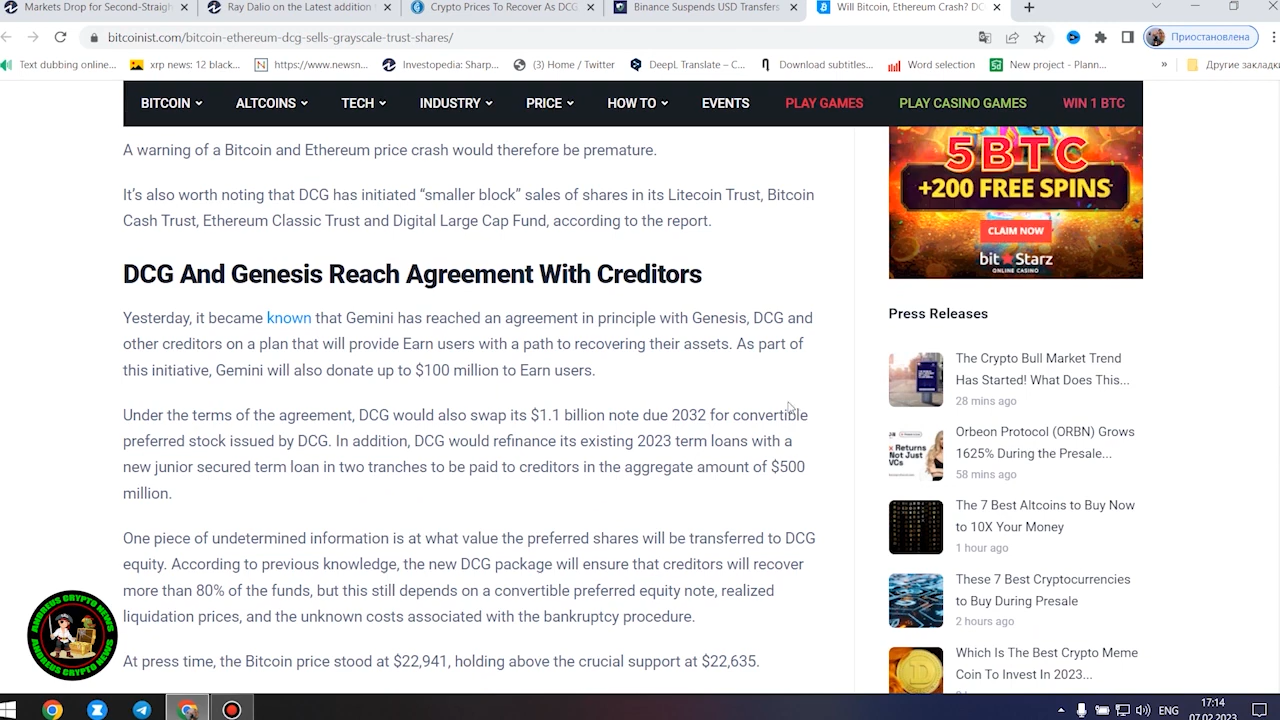 Markets Drop for Second-Straigh
Ray Dalio on the Latest addition
Crypto Prices To Recover As DCG
Binance Suspends USD Transfers
Will Bitcoin, Ethereum Crash? DC
bitcoinist.com/bitcoin-ethereum-dcg-sells-grayscale-trust-shares/
Приостановлена
Text dubbing online...
xrp news: 12 black...
https://www.newsn...
Investopedia: Sharp...
(3) Home / Twitter
DeepL Translate – C...
Download subtitles...
Word selection
New project - Plann...
»
Другие закладки
BITCOIN
ALTCOINS
TECH
INDUSTRY
PRICE
HOW TO
EVENTS
PLAY GAMES
PLAY CASINO GAMES
WIN 1 BTC
A warning of a Bitcoin and Ethereum price crash would therefore be premature.
It's also worth noting that DCG has initiated “smaller block” sales of shares in its Litecoin Trust, Bitcoin
Cash Trust, Ethereum Classic Trust and Digital Large Cap Fund, according to the report.
DCG And Genesis Reach Agreement With Creditors
Yesterday, it became known that Gemini has reached an agreement in principle with Genesis, DCG and
other creditors on a plan that will provide Earn users with a path to recovering their assets. As part of
this initiative, Gemini will also donate up to $100 million to Earn users.
Under the terms of the agreement, DCG would also swap its $1.1 billion note due 2032 for convertible
preferred stock issued by DCG. In addition, DCG would refinance its existing 2023 term loans with a
new junior secured term loan in two tranches to be paid to creditors in the aggregate amount of $500
million.
One piece of undetermined information is at what value the preferred shares will be transferred to DCG
equity. According to previous knowledge, the new DCG package will ensure that creditors will recover
more than 80% of the funds, but this still depends on a convertible preferred equity note, realized
liquidation prices, and the unknown costs associated with the bankruptcy procedure.
At press time, the Bitcoin price stood at $22,941, holding above the crucial support at $22,635.
5BTC
+200 FREE SPINS
CLAIM NOW
bitstarz
ONLINE CASINO
Press Releases
The Crypto Bull Market Trend
Has Started! What Does This...
28 mins ago
Returns
Not Just
VCs
Orbeon Protocol (ORBN) Grows
1625% During the Presale...
58 mins ago
The 7 Best Altcoins to Buy Now
to 10X Your Money
1 hour ago
These 7 Best Cryptocurrencies
to Buy During Presale
2 hours ago
Which Is The Best Crypto Meme
Coin To Invest In 2023...
ANDREUS CRYPTO NEWS
ANDREUS CRYPTO NEWS
ENG
17:14
07.02.2023